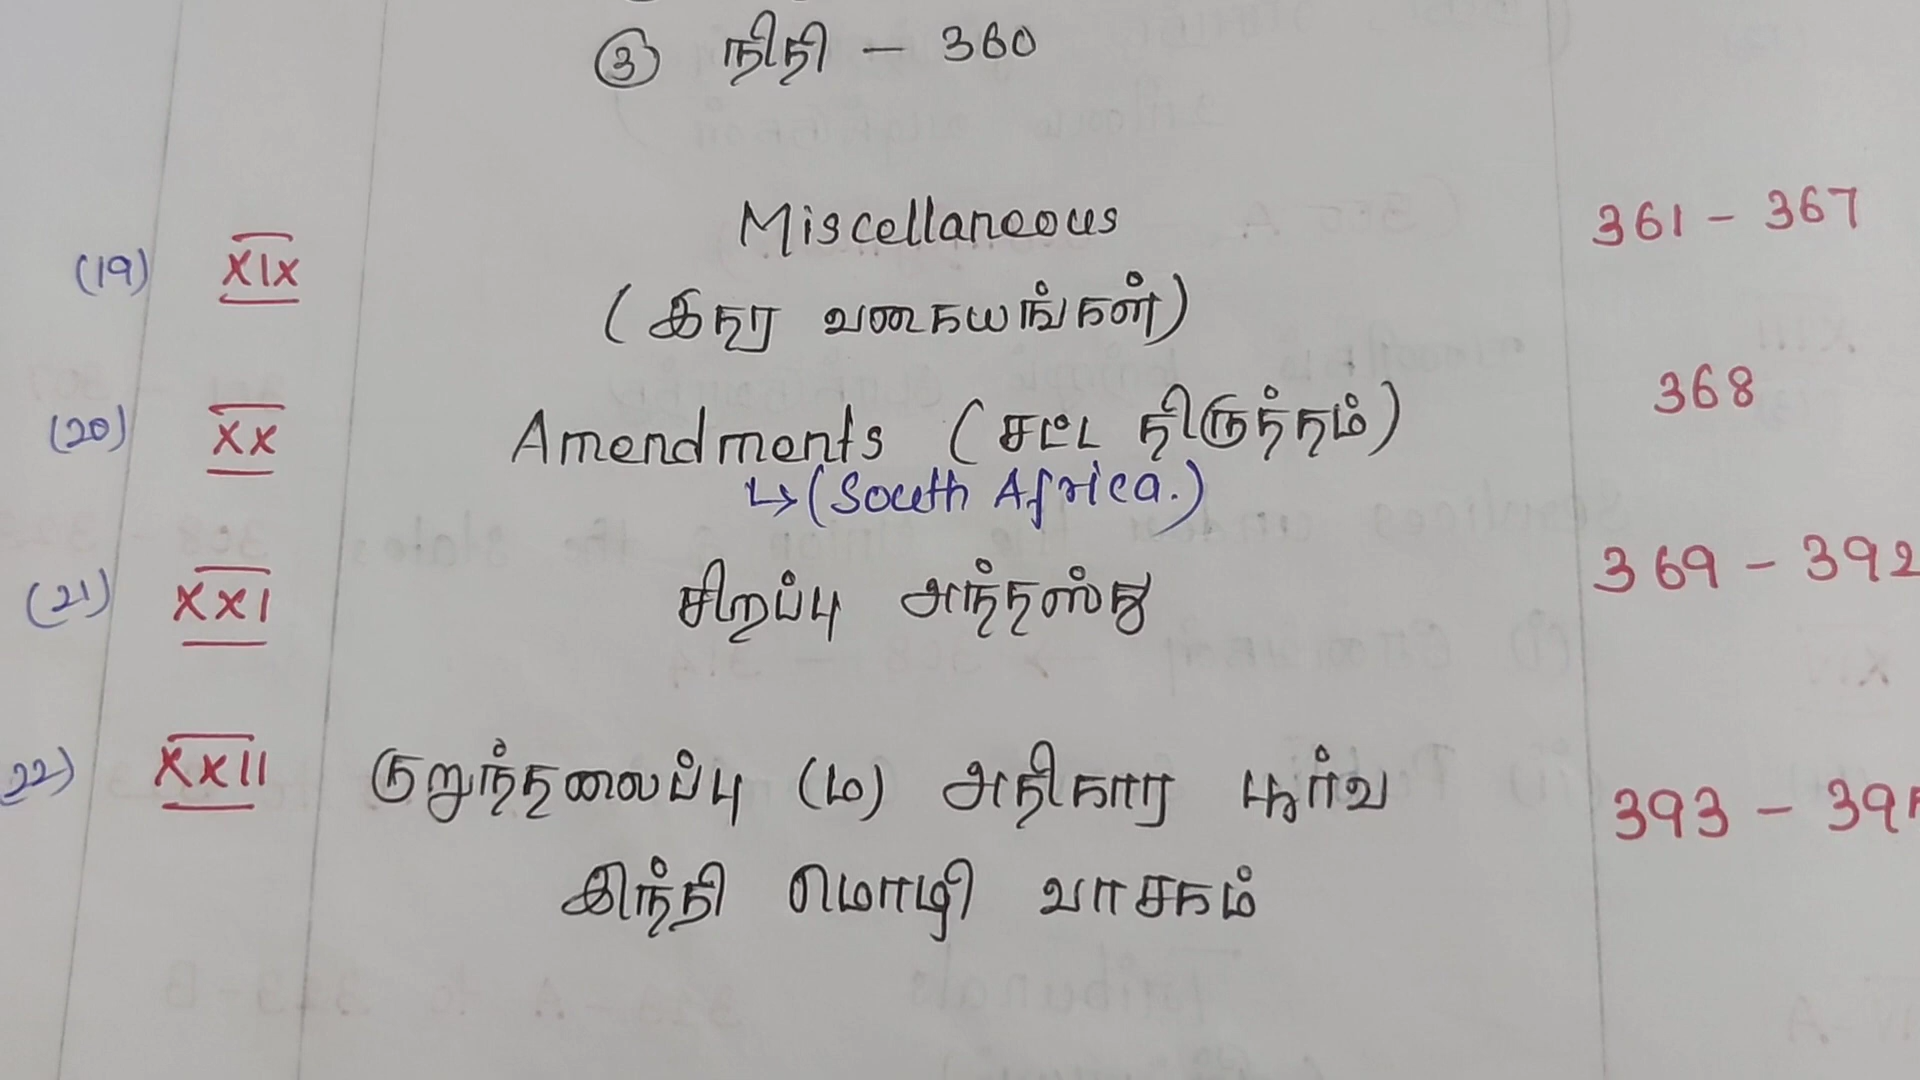 ③ நிதி - 360
(19) XIX Miscellaneous 361 - 367
(இதர வகையங்கள்)
(20) XX Amendments (சட்ட திருத்தம்) 368
↳ (South Africa.)
(21) XXI சிறப்பு அந்தஸ்து 369 - 392
(22) XXII குறுந்தலைப்பு (ம) அதிகார பூர்வ 393 -
இந்தி மொழி வாசகம்